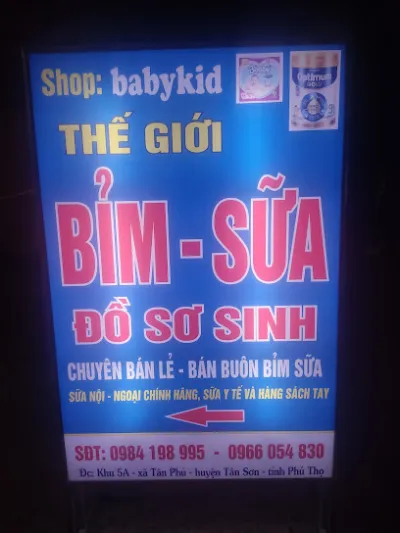 Shop: babykid
Optimum
THẾ GIỚI
BỈM - SỮA
ĐỒ SƠ SINH
CHUYÊN BÁN LẺ - BÁN BUÔN BỈM SỮA
SỮA NỘI - NGOẠI CHÍNH HÃNG, SỮA Y TẾ VÀ HÀNG SÁCH TAY
SĐT: 0984 198 995 - 0966 054 830
Đc: Khu 5A - xã Tân Phú - huyện Tân Sơn - tỉnh Phú Thọ